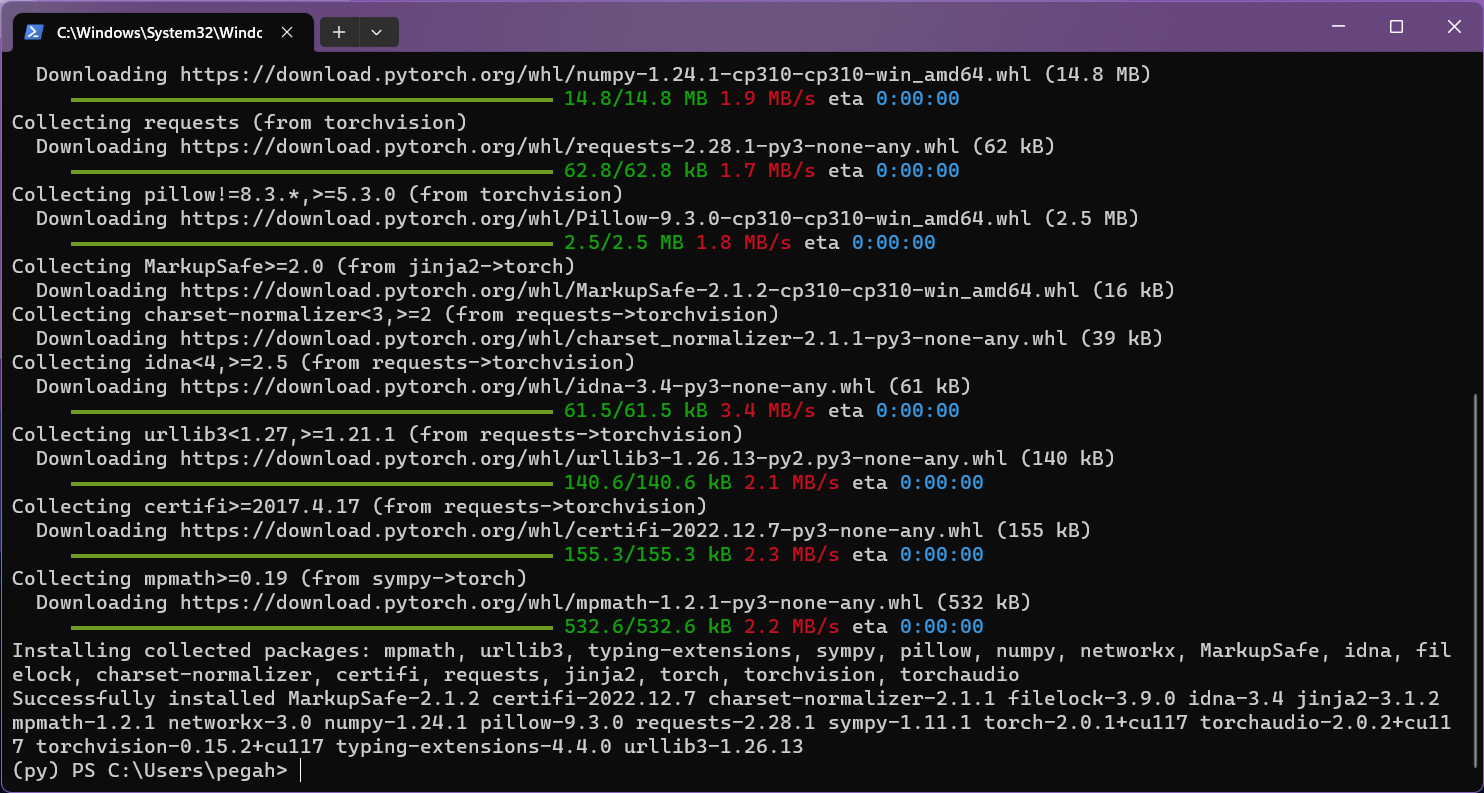 C:\Windows\System32\Windc
Downloading https://download.pytorch.org/whl/numpy-1.24.1-cp310-cp310-win_amd64.whl (14.8 MB)
14.8/14.8 MB 1.9 MB/s eta 0:00:00
Collecting requests (from torchvision)
Downloading https://download.pytorch.org/whl/requests-2.28.1-py3-none-any.whl (62 kB)
62.8/62.8 kB 1.7 MB/s eta 0:00:00
Collecting pillow!=8.3.*,>=5.3.0 (from torchvision)
Downloading https://download.pytorch.org/whl/Pillow-9.3.0-cp310-cp310-win_amd64.whl (2.5 MB)
2.5/2.5 MB 1.8 MB/s eta 0:00:00
Collecting MarkupSafe>=2.0 (from jinja2->torch)
Downloading https://download.pytorch.org/whl/MarkupSafe-2.1.2-cp310-cp310-win_amd64.whl (16 kB)
Collecting charset-normalizer<3,>=2 (from requests->torchvision)
Downloading https://download.pytorch.org/whl/charset_normalizer-2.1.1-py3-none-any.whl (39 kB)
Collecting idna<4,>=2.5 (from requests->torchvision)
Downloading https://download.pytorch.org/whl/idna-3.4-py3-none-any.whl (61 kB)
61.5/61.5 kB 3.4 MB/s eta 0:00:00
Collecting urllib3<1.27,>=1.21.1 (from requests->torchvision)
Downloading https://download.pytorch.org/whl/urllib3-1.26.13-py2.py3-none-any.whl (140 kB)
140.6/140.6 kB 2.1 MB/s eta 0:00:00
Collecting certifi>=2017.4.17 (from requests->torchvision)
Downloading https://download.pytorch.org/whl/certifi-2022.12.7-py3-none-any.whl (155 kB)
155.3/155.3 kB 2.3 MB/s eta 0:00:00
Collecting mpmath>=0.19 (from sympy->torch)
Downloading https://download.pytorch.org/whl/mpmath-1.2.1-py3-none-any.whl (532 kB)
532.6/532.6 kB 2.2 MB/s eta 0:00:00
Installing collected packages: mpmath, urllib3, typing-extensions, sympy, pillow, numpy, networkx, MarkupSafe, idna, fil
elock, charset-normalizer, certifi, requests, jinja2, torch, torchvision, torchaudio
Successfully installed MarkupSafe-2.1.2 certifi-2022.12.7 charset-normalizer-2.1.1 filelock-3.9.0 idna-3.4 jinja2-3.1.2
mpmath-1.2.1 networkx-3.0 numpy-1.24.1 pillow-9.3.0 requests-2.28.1 sympy-1.11.1 torch-2.0.1+cu117 torchaudio-2.0.2+cu11
7 torchvision-0.15.2+cu117 typing-extensions-4.4.0 urllib3-1.26.13
(py) PS C:\Users\pegah>